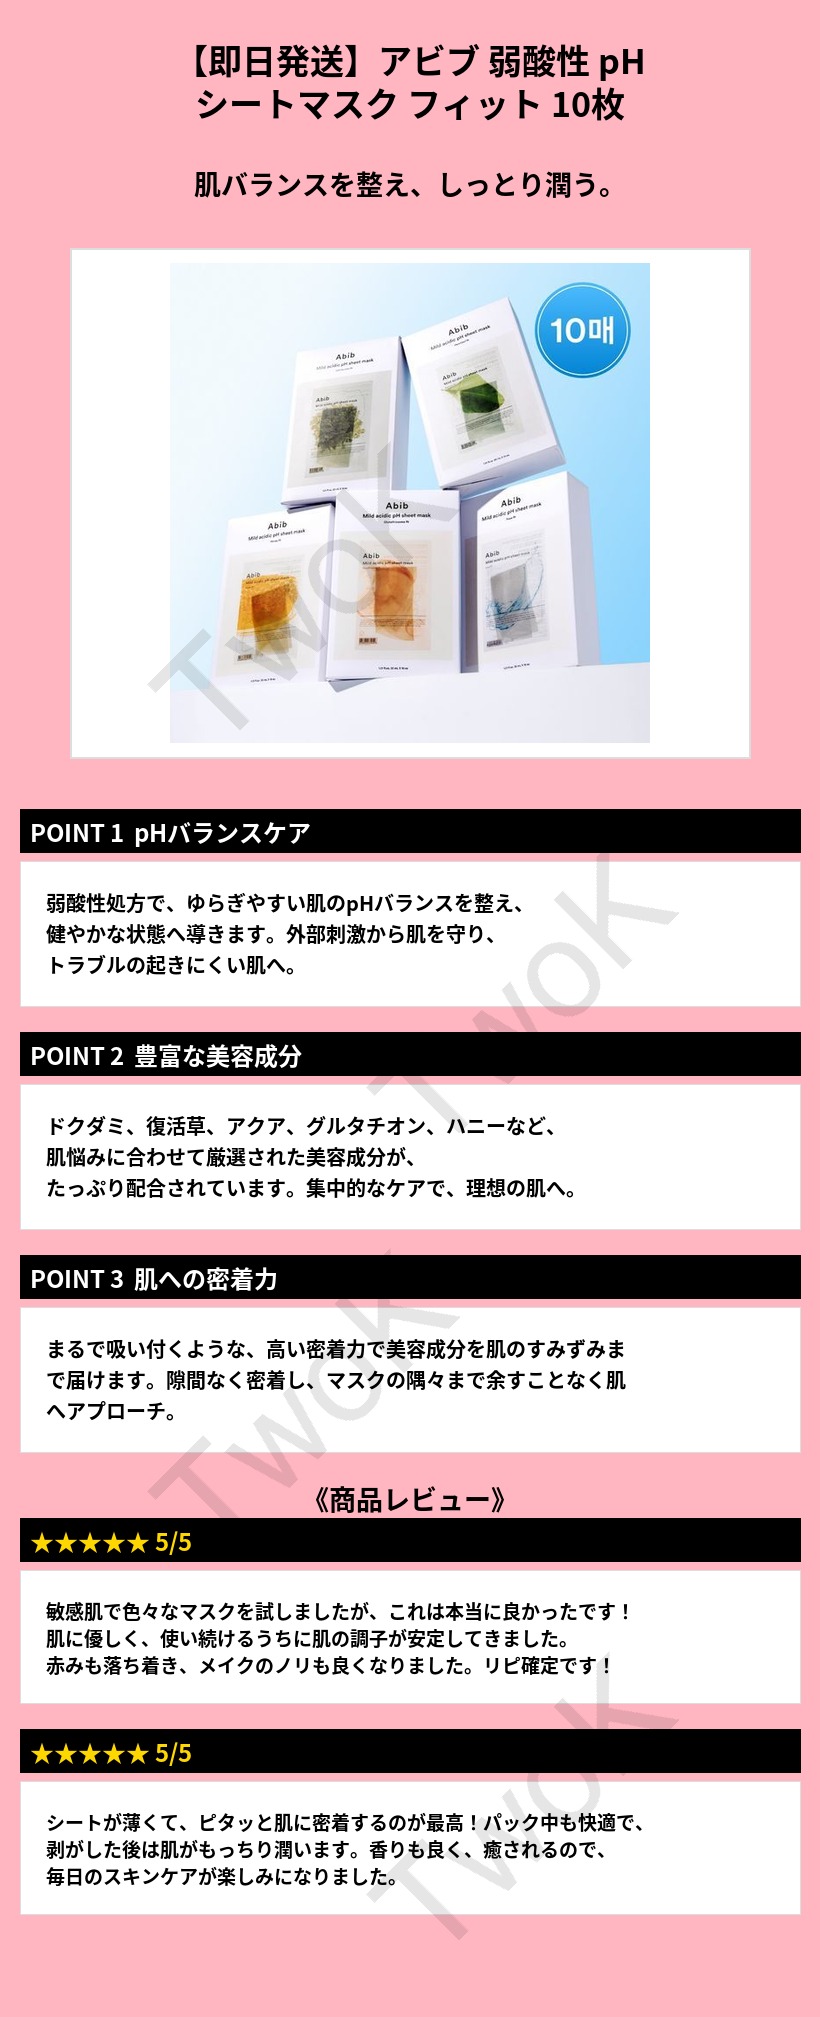 【即日発送】アビブ 弱酸性 pH
シートマスク フィット 10枚
肌バランスを整え、しっとり潤う。
10매
Abib
Mild acidic pH sheet mask
Abib
Mild acidic pH sheet mask
Abib
Mild acidic pH sheet mask
Abib
Mild acidic pH sheet mask
Abib
Mild acidic pH sheet mask
TwoK
POINT 1 pHバランスケア
弱酸性処方で、ゆらぎやすい肌のpHバランスを整え、
健やかな状態へ導きます。外部刺激から肌を守り、
トラブルの起きにくい肌へ。
TwoK
POINT 2 豊富な美容成分
ドクダミ、復活草、アクア、グルタチオン、ハニーなど、
肌悩みに合わせて厳選された美容成分が、
たっぷり配合されています。集中的なケアで、理想の肌へ。
POINT 3 肌への密着力
まるで吸い付くような、高い密着力で美容成分を肌のすみずみま
で届けます。隙間なく密着し、マスクの隅々まで余すことなく肌
へアプローチ。
TwoK
《商品レビュー》
★★★★★ 5/5
敏感肌で色々なマスクを試しましたが、これは本当に良かったです！
肌に優しく、使い続けるうちに肌の調子が安定してきました。
赤みも落ち着き、メイクのノリも良くなりました。リピ確定です！
★★★★★ 5/5
シートが薄くて、ピタッと肌に密着するのが最高！パック中も快適で、
剥がした後は肌がもっちり潤います。香りも良く、癒されるので、
毎日のスキンケアが楽しみになりました。
TwoK